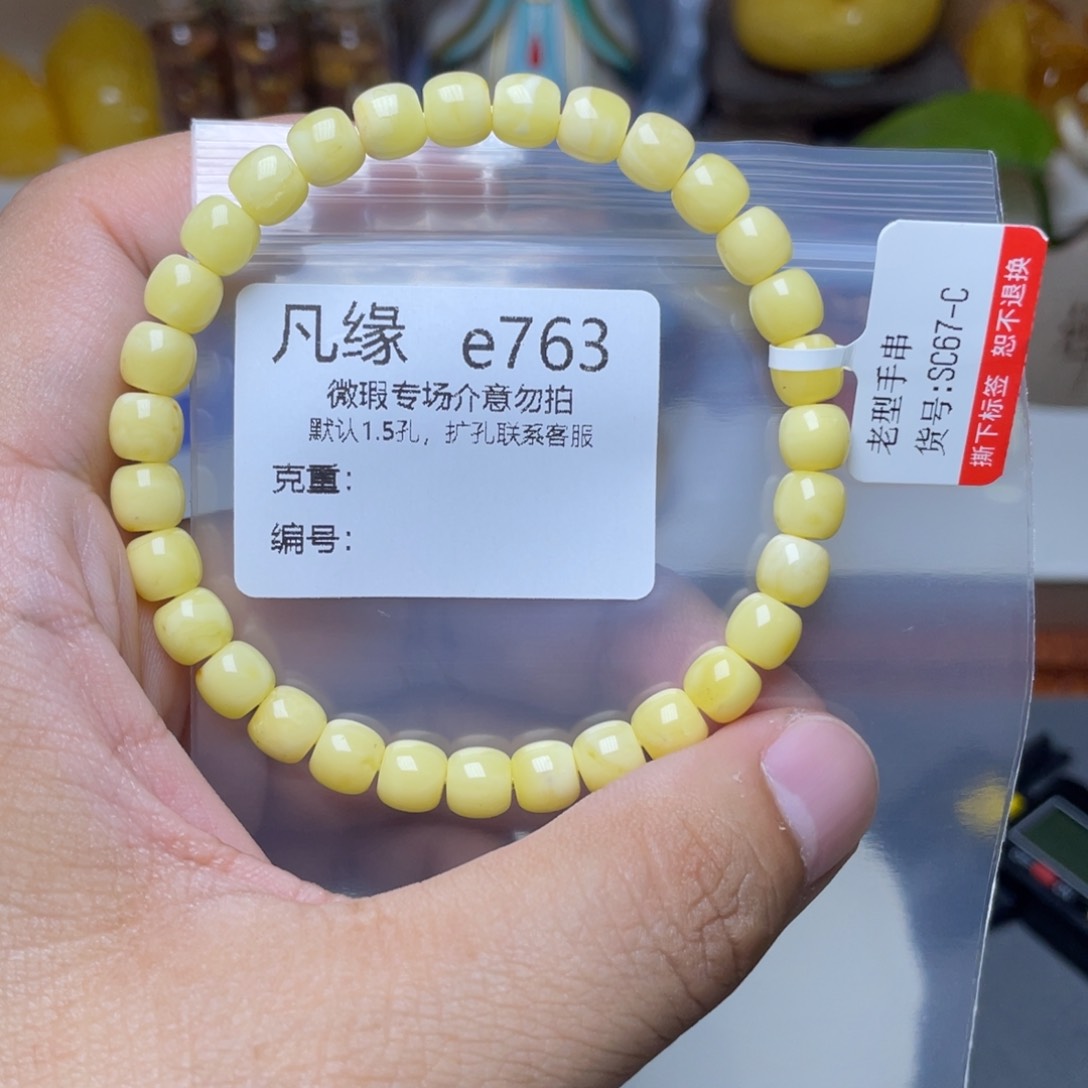 凡缘 e763
微瑕专场介意勿拍
默认1.5孔，扩孔联系客服
克重：
编号：
老型手串
货号:SC67-C
撕下标签 恕不退换